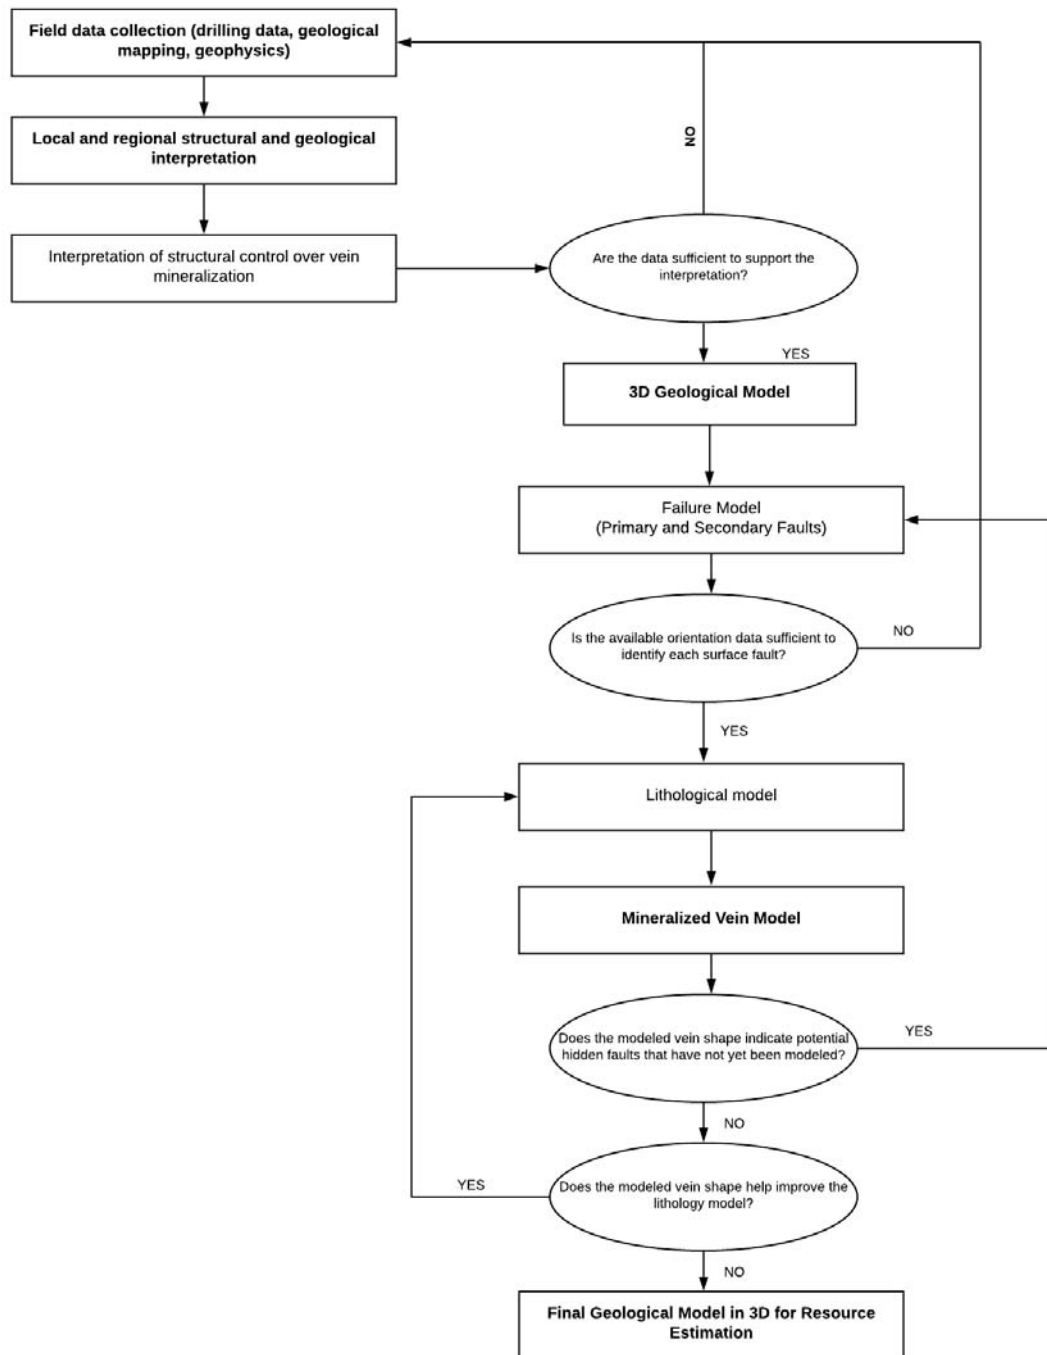 Field data collection (drilling data, geological
mapping, geophysics)
Local and regional structural and geological
interpretation
NO
Interpretation of structural control over vein
mineralization
Are the data sufficient to support the
interpretation?
YES
3D Geological Model
Failure Model
(Primary and Secondary Faults)
Is the available orientation data sufficient to
identify each surface fault?
NO
YES
Lithological model
Mineralized Vein Model
Does the modeled vein shape indicate potential
hidden faults that have not yet been modeled?
YES
NO
Does the modeled vein shape help improve the
lithology model?
YES
NO
Final Geological Model in 3D for Resource
Estimation